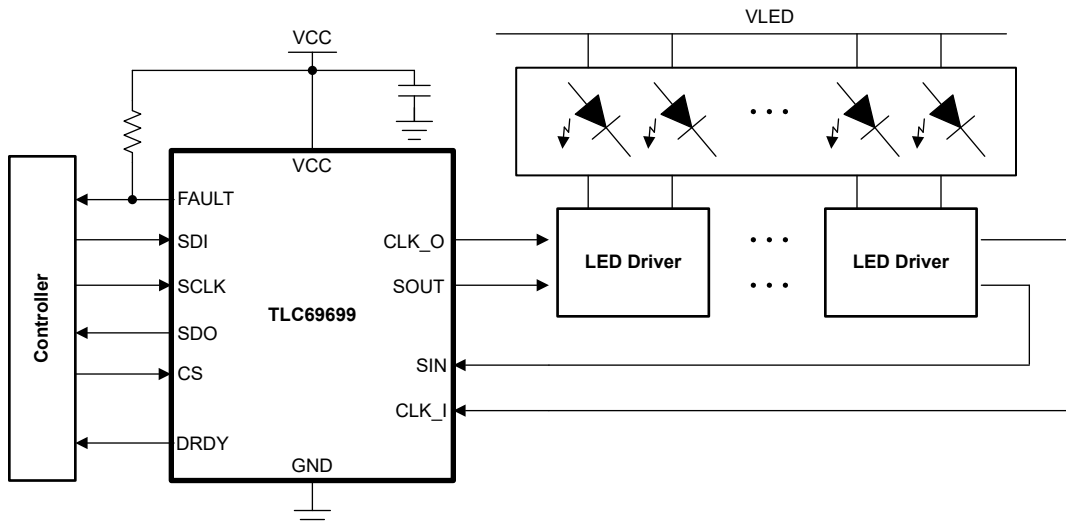 VLED
VCC
VCC
FAULT
SDI
SCLK
SDO
CS
DRDY
Controller
TLC69699
CLK_O
SOUT
SIN
CLK_I
GND
LED Driver
LED Driver